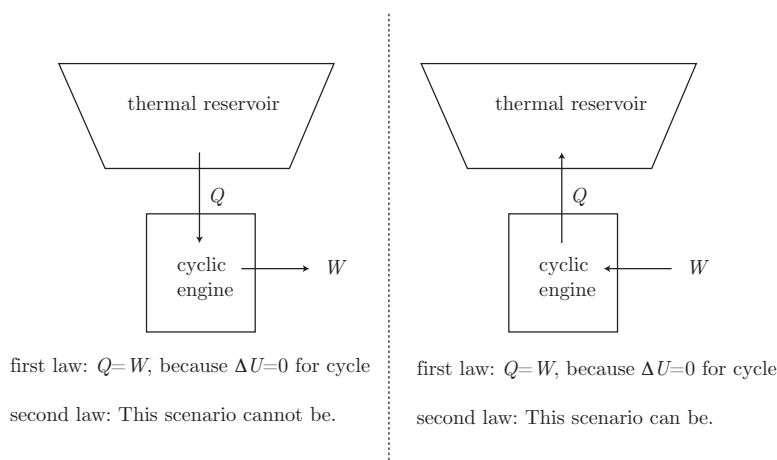 thermal reservoir
Q
cyclic
engine
W
first law: Q=W, because ΔU=0 for cycle
second law: This scenario cannot be.
thermal reservoir
Q
cyclic
engine
W
first law: Q=W, because ΔU=0 for cycle
second law: This scenario can be.